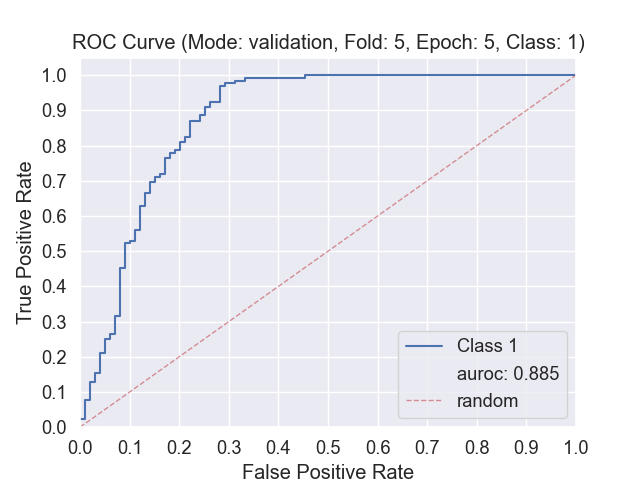 ROC Curve (Mode: validation, Fold: 5, Epoch: 5, Class: 1)
True Positive Rate
1.0
0.9
0.8
0.7
0.6
0.5
0.4
0.3
0.2
0.1
0.0
0.0 0.1 0.2 0.3 0.4 0.5 0.6 0.7 0.8 0.9 1.0
False Positive Rate
Class 1
auroc: 0.885
random